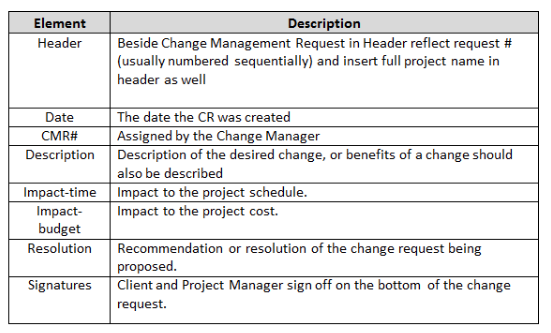 Element Description
Header Beside Change Management Request in Header reflect request #
(usually numbered sequentially) and insert full project name in
header as well
Date The date the CR was created
CMR# Assigned by the Change Manager
Description Description of the desired change, or benefits of a change should
also be described
Impact-time Impact to the project schedule.
Impact- Impact to the project cost.
budget
Resolution Recommendation or resolution of the change request being
proposed.
Signatures Client and Project Manager sign off on the bottom of the change
request.